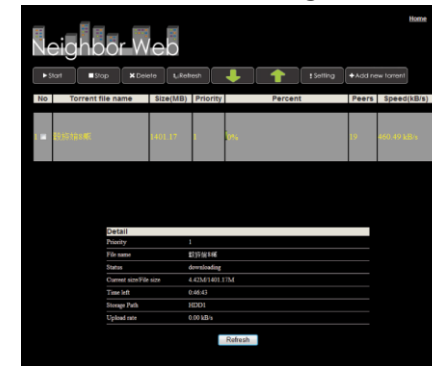 Home
Neighbor Web
Start Stop Delete Refresh Setting Add new torrent
No Torrent file name Size(MB) Priority Percent Peers Speed(kB/s)
1 1401.17 1 0% 19 460.49 kB/s
Detail
Priority 1
File name
Status downloading
Current size/File size 4.42M/1401.17M
Time left 0:46:43
Storage Path HDD1
Upload rate 0.00 kB/s
Refresh